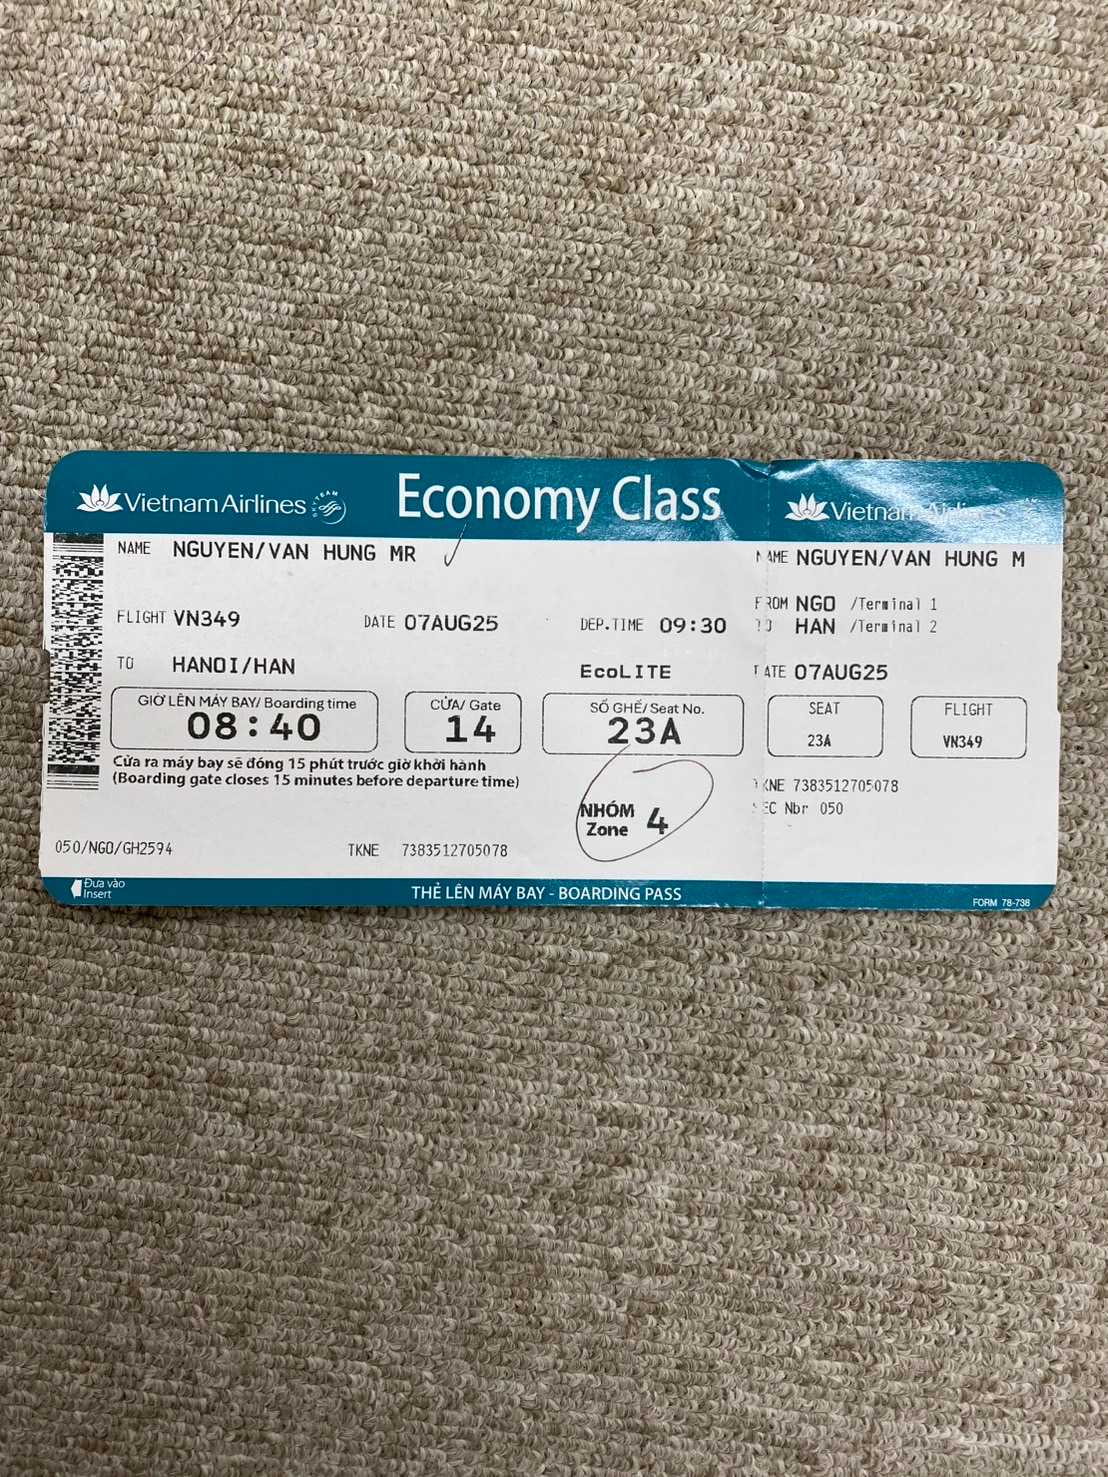 Vietnam Airlines SKYTEAM Economy Class
NAME NGUYEN/VAN HUNG MR
FLIGHT VN349 DATE 07AUG25 DEP.TIME 09:30
TO HANOI/HAN EcoLITE
GIỜ LÊN MÁY BAY/ Boarding time
08:40
CỬA/ Gate
14
SỐ GHẾ/ Seat No.
23A
Cửa ra máy bay sẽ đóng 15 phút trước giờ khởi hành
(Boarding gate closes 15 minutes before departure time)
NHÓM
Zone 4
050/NGO/GH2594 TKNE 7383512705078
Đưa vào
Insert
THẺ LÊN MÁY BAY - BOARDING PASS
Vietnam Airlines
NAME NGUYEN/VAN HUNG M
FROM NGO /Terminal 1
TO HAN /Terminal 2
DATE 07AUG25
SEAT
23A
FLIGHT
VN349
TKNE 7383512705078
SEC Nbr 050
FORM 78-738